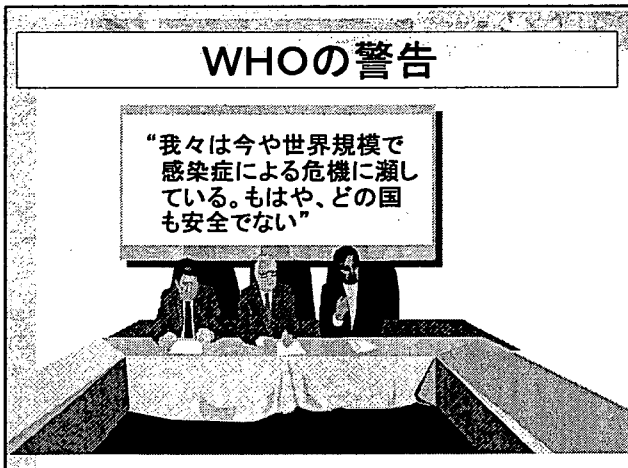 WHOの警告
“我々は今や世界規模で
感染症による危機に瀕し
ている。もはや、どの国
も安全でない”